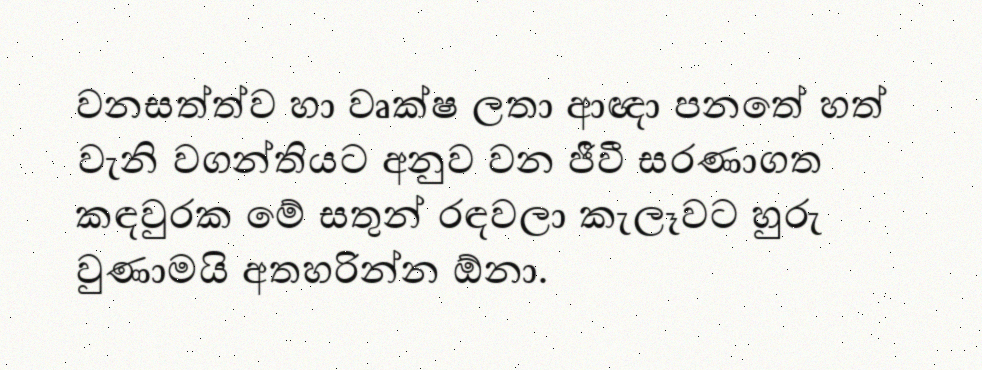 වනසත්ත්ව හා වෘක්ෂ ලතා ආඥා පනතේ හත්
වැනි වගන්තියට අනුව වන ජීවී සරණාගත
කඳවුරක මේ සතුන් රඳවලා කැලෑවට හුරු
වුණාමයි අතහරින්න ඕනා.